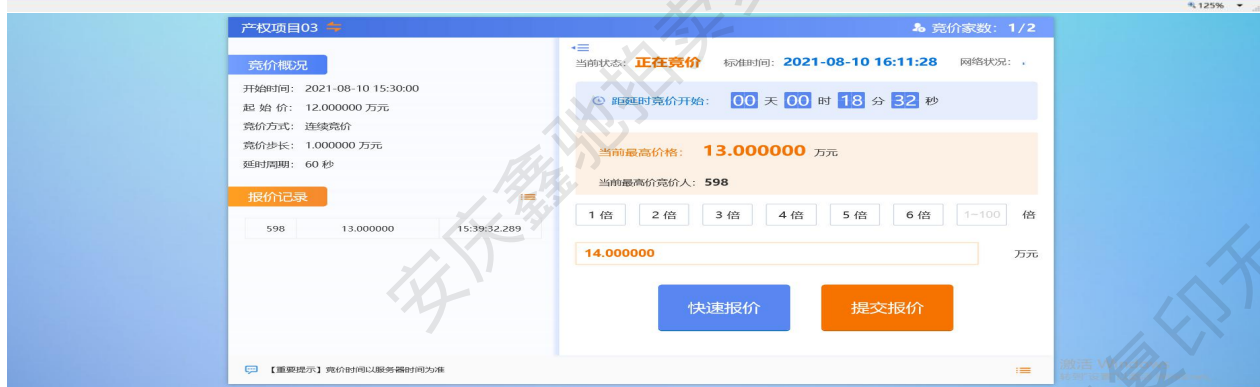 125%
产权项目03
竞价家数: 1/2
竞价概况
开始时间: 2021-08-10 15:30:00
起 始 价: 12.000000 万元
竞价方式: 连续竞价
竞价步长: 1.000000 万元
延时周期: 60 秒
报价记录
598 13.000000 15:39:32.289
当前状态: 正在竞价 标准时间: 2021-08-10 16:11:28 网络状况:
距延时竞价开始: 00 天 00 时 18 分 32 秒
当前最高价格: 13.000000 万元
当前最高价竞价人: 598
1 倍 2 倍 3 倍 4 倍 5 倍 6 倍 1-100 倍
14.000000 万元
快速报价 提交报价
【重要提示】竞价时间以服务器时间为准
安庆鑫驰拍卖
复印无